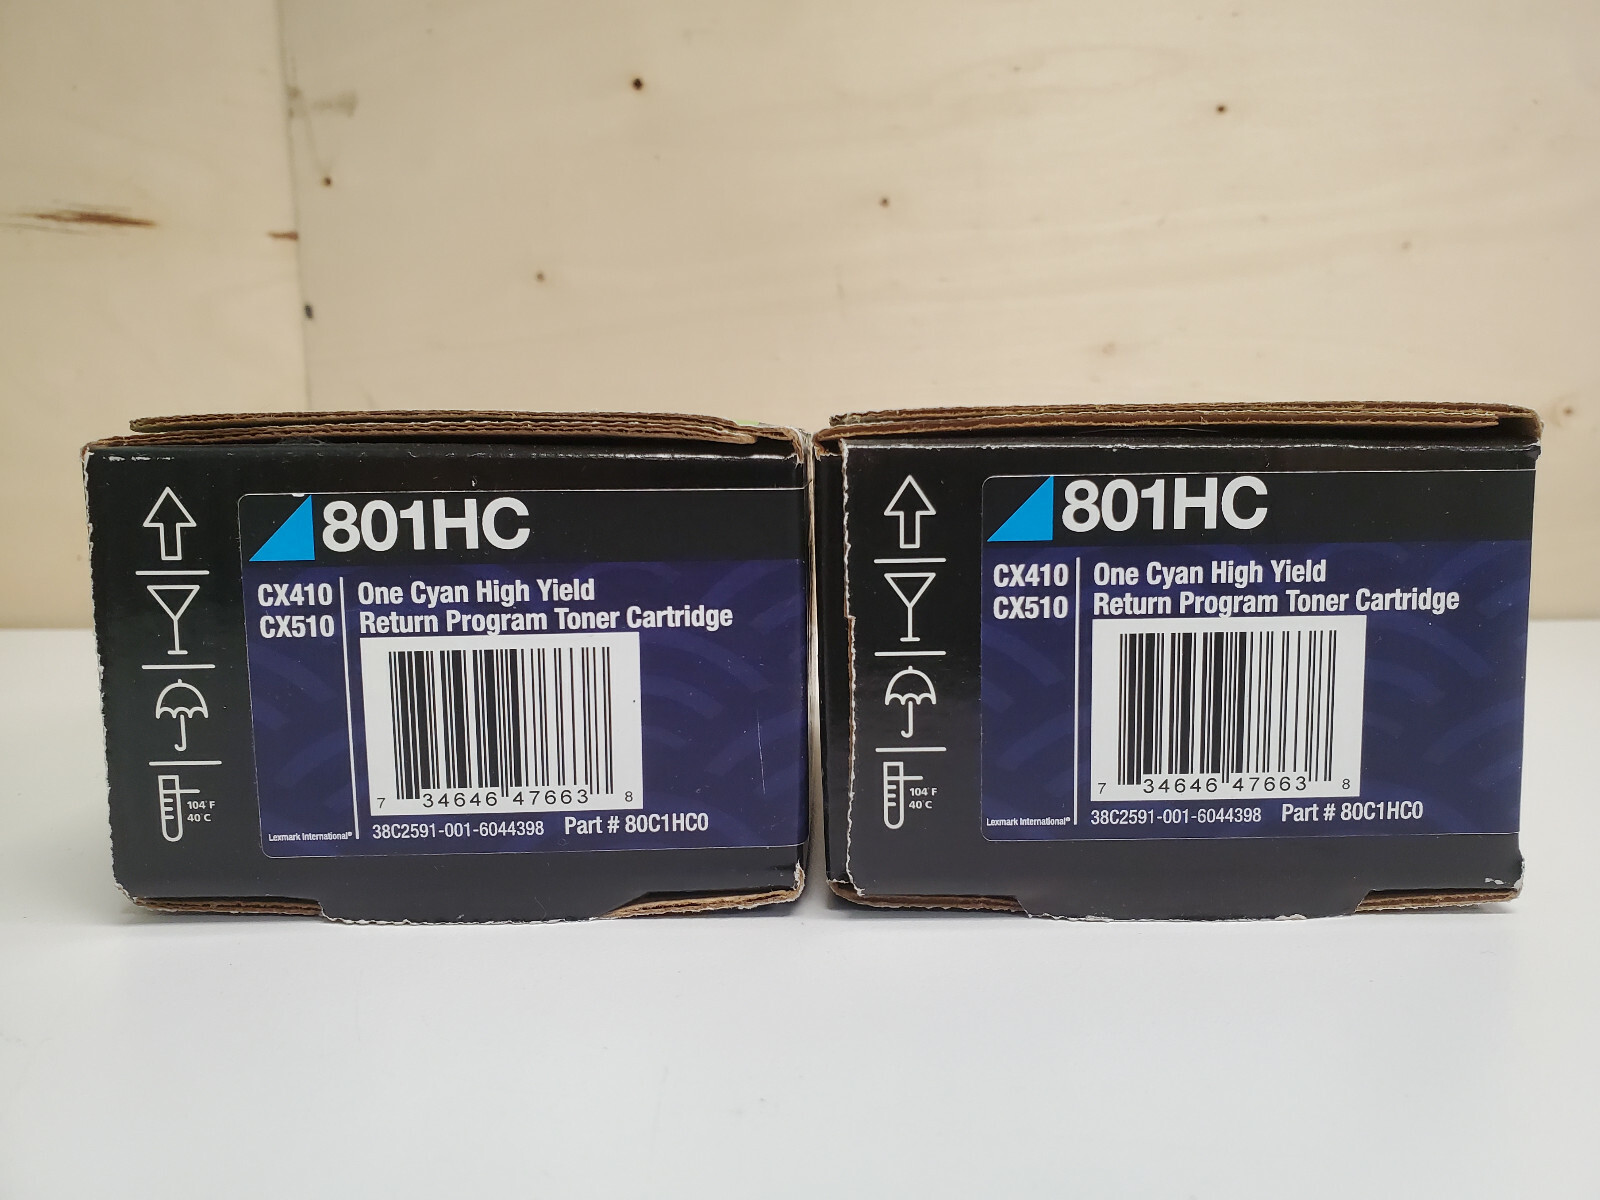 801HC
CX410
CX510
One Cyan High Yield
Return Program Toner Cartridge
7 34646 47663 8
104°F
40°C
Lexmark International®
38C2591-001-6044398 Part # 80C1HC0
801HC
CX410
CX510
One Cyan High Yield
Return Program Toner Cartridge
7 34646 47663 8
104°F
40°C
Lexmark International®
38C2591-001-6044398 Part # 80C1HC0